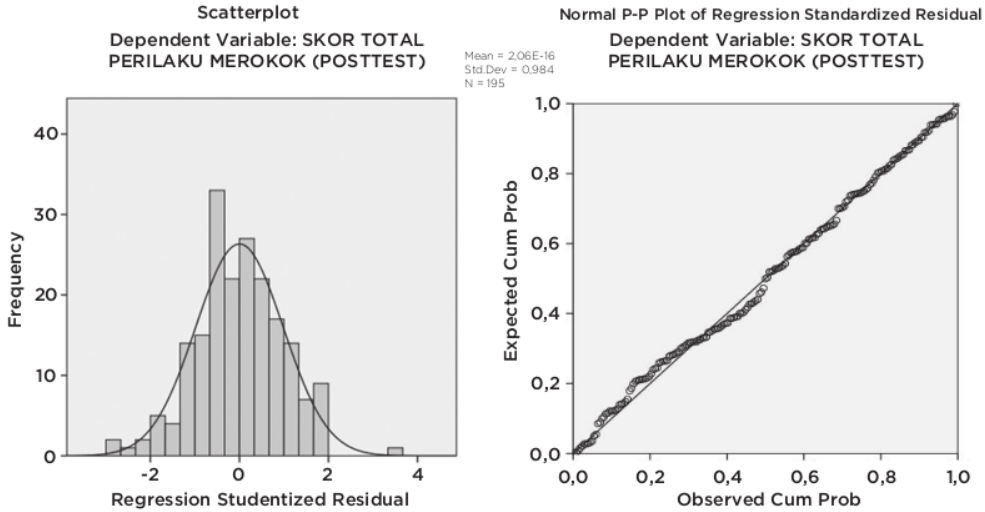 Scatterplot
Dependent Variable: SKOR TOTAL
PERILAKU MEROKOK (POSTTEST)
Mean = 2,06E-16
Std.Dev = 0,984
N = 195
40
30
20
10
0
Frequency
-2
0
2
4
Regression Studentized Residual
Normal P-P Plot of Regression Standardized Residual
Dependent Variable: SKOR TOTAL
PERILAKU MEROKOK (POSTTEST)
1,0
0,8
0,6
0,4
0,2
0,0
Expected Cum Prob
0,0
0,2
0,4
0,6
0,8
1,0
Observed Cum Prob